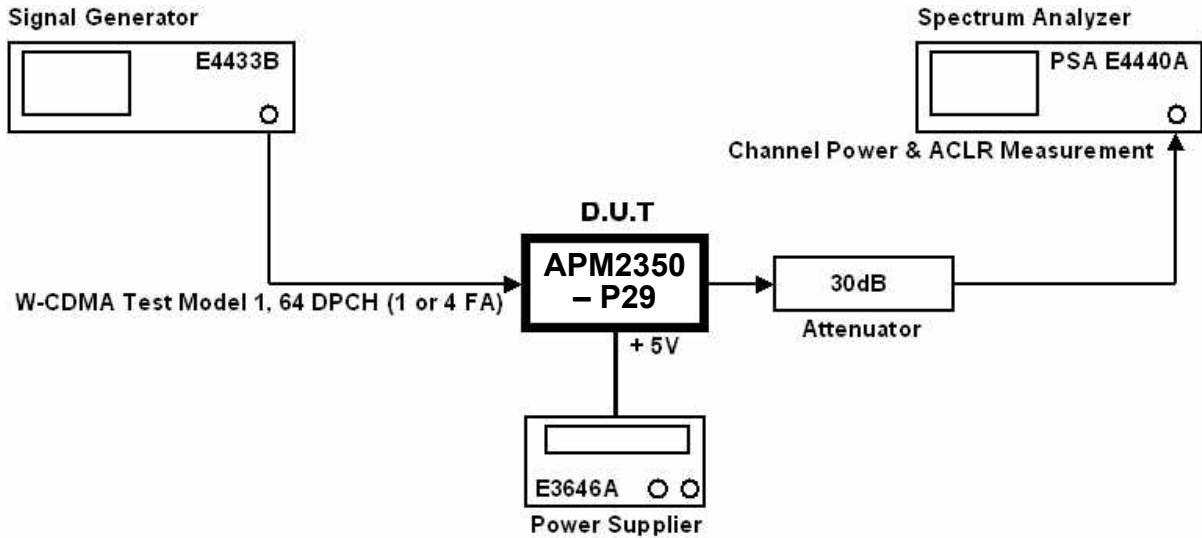 Signal Generator
E4433B
Spectrum Analyzer
PSA E4440A
Channel Power & ACLR Measurement
D.U.T
APM2350
– P29
W-CDMA Test Model 1, 64 DPCH (1 or 4 FA)
30dB
Attenuator
+ 5V
E3646A
Power Supplier